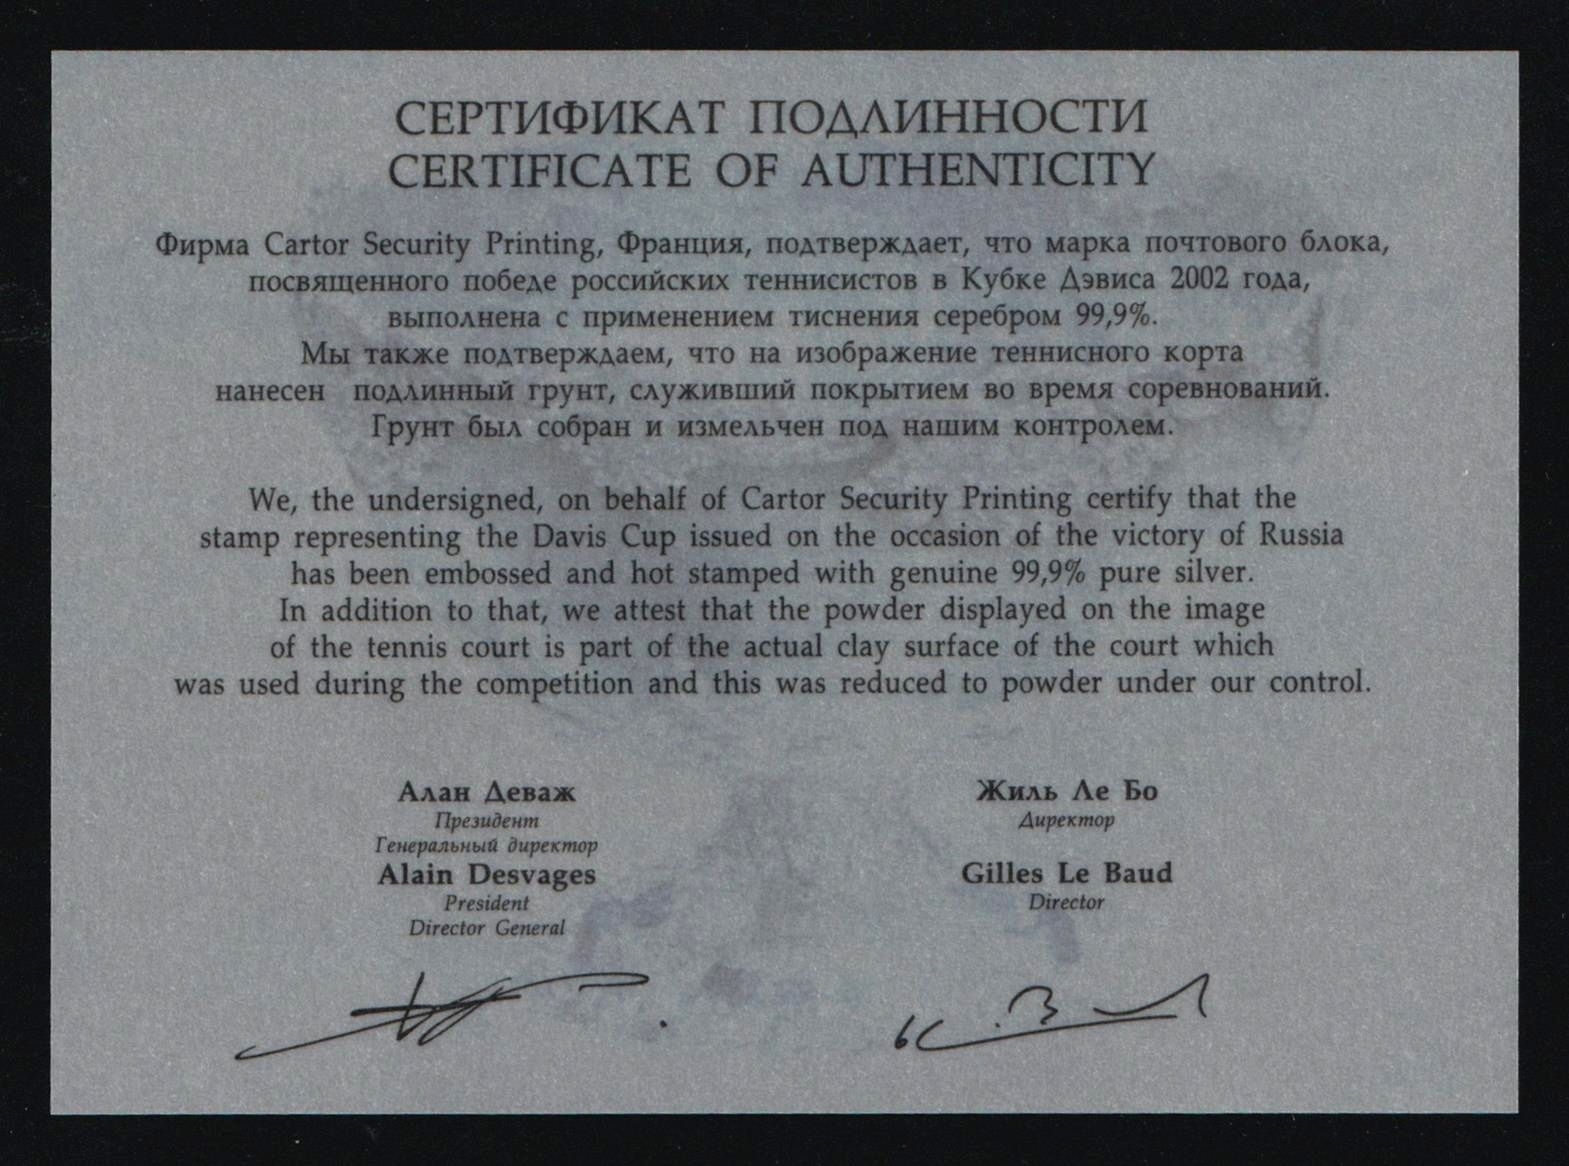 СЕРТИФИКАТ ПОДЛИННОСТИ
CERTIFICATE OF AUTHENTICITY
Фирма Cartor Security Printing, Франция, подтверждает, что марка почтового блока,
посвященного победе российских теннисистов в Кубке Дэвиса 2002 года,
выполнена с применением тиснения серебром 99,9%.
Мы также подтверждаем, что на изображение теннисного корта
нанесен подлинный грунт, служивший покрытием во время соревнований.
Грунт был собран и измельчен под нашим контролем.
We, the undersigned, on behalf of Cartor Security Printing certify that the
stamp representing the Davis Cup issued on the occasion of the victory of Russia
has been embossed and hot stamped with genuine 99,9% pure silver.
In addition to that, we attest that the powder displayed on the image
of the tennis court is part of the actual clay surface of the court which
was used during the competition and this was reduced to powder under our control.
Алан Деваж
Президент
Генеральный директор
Alain Desvages
President
Director General
Жиль Ле Бо
Директор
Gilles Le Baud
Director